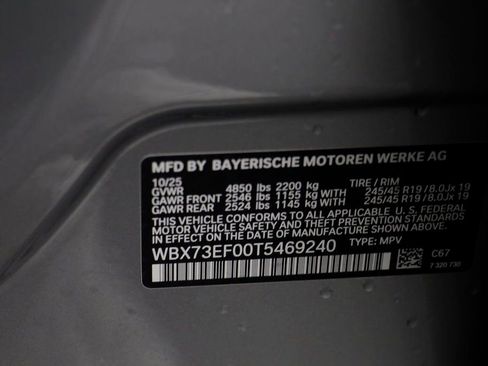 MFD BY BAYERISCHE MOTOREN WERKE AG
10/25 TIRE / RIM
GVWR 4850 lbs 2200 kg
GAWR FRONT 2546 lbs 1155 kg WITH 245/45 R19 / 8.0Jx 19
GAWR REAR 2524 lbs 1145 kg WITH 245/45 R19 / 8.0Jx 19
THIS VEHICLE CONFORMS TO ALL APPLICABLE U. S. FEDERAL
MOTOR VEHICLE SAFETY AND THEFT PREVENTION STANDARDS
IN EFFECT ON THE DATE OF MANUFACTURE SHOWN ABOVE.
WBX73EF00T5469240 TYPE: MPV
C67
7 320 730